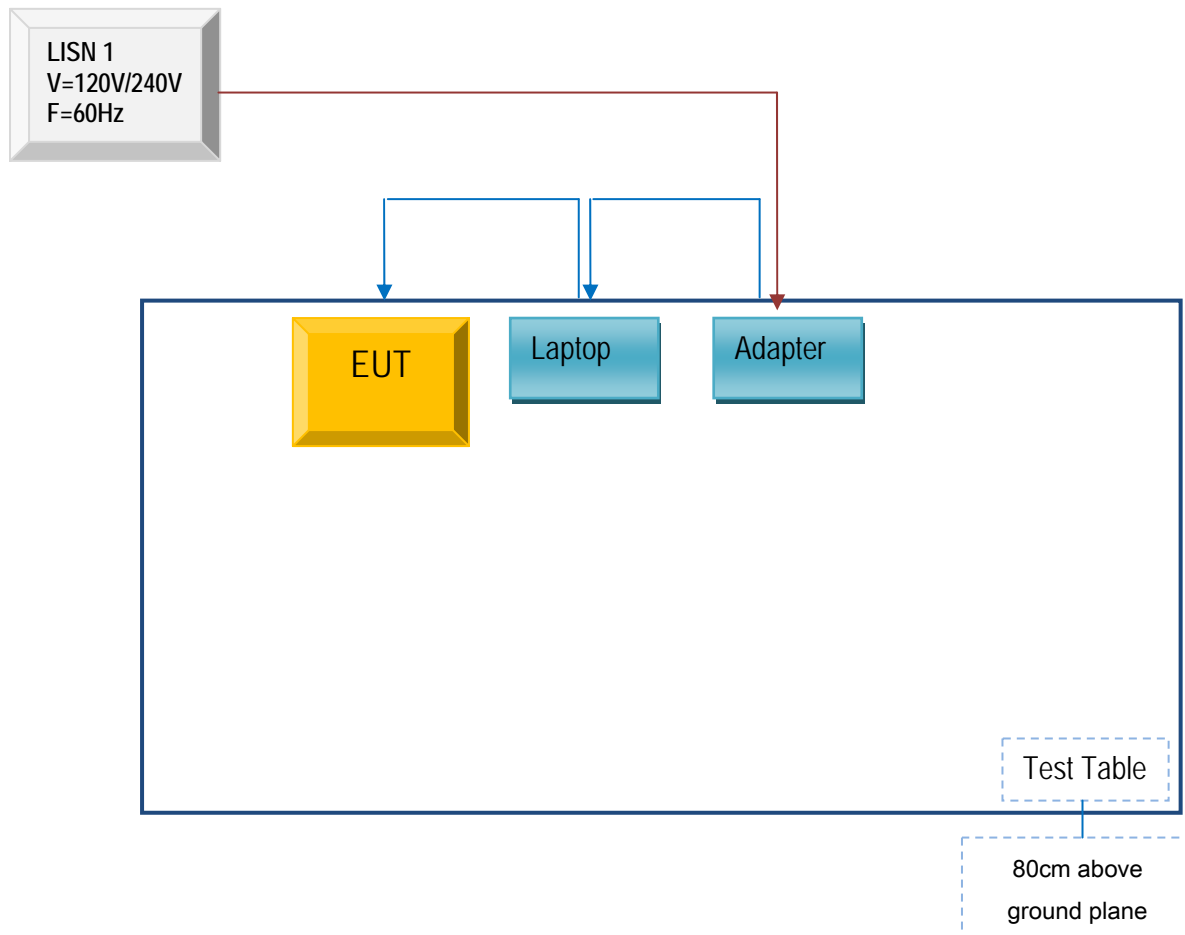 LISN 1
V=120V/240V
F=60Hz
EUT
Laptop
Adapter
Test Table
80cm above
ground plane